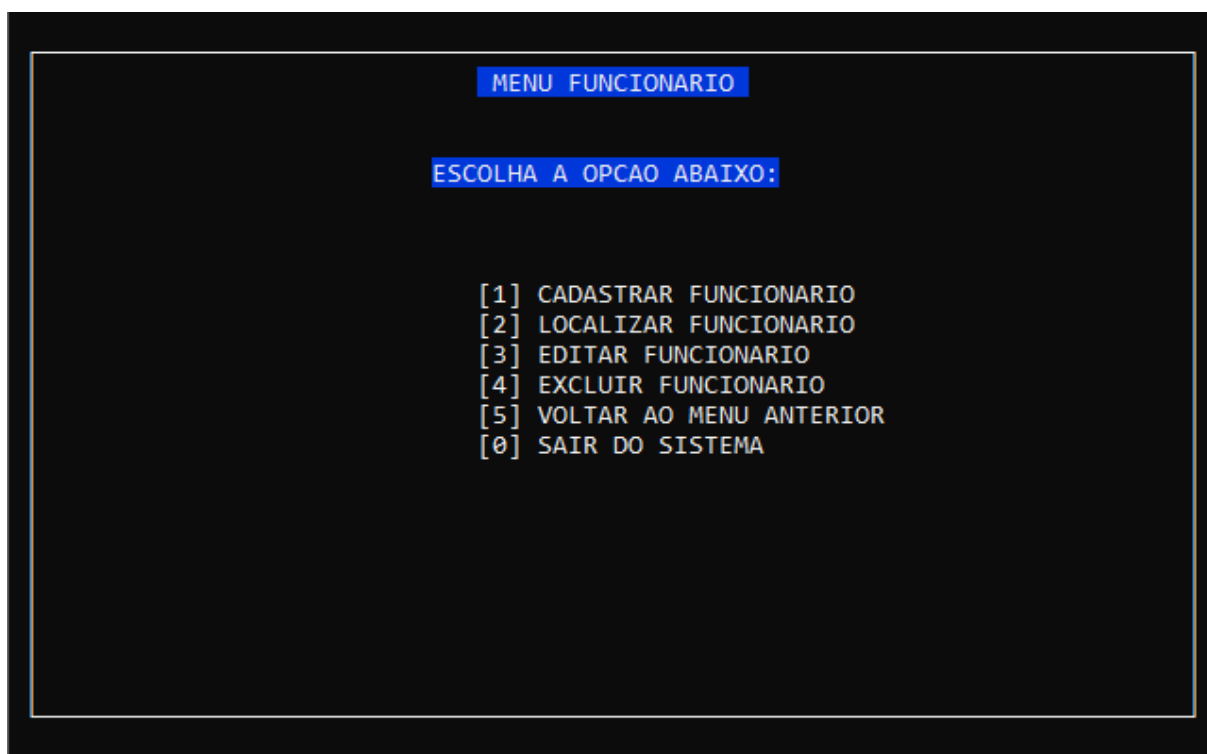 MENU FUNCIONARIO
ESCOLHA A OPCAO ABAIXO:
[1] CADASTRAR FUNCIONARIO
[2] LOCALIZAR FUNCIONARIO
[3] EDITAR FUNCIONARIO
[4] EXCLUIR FUNCIONARIO
[5] VOLTAR AO MENU ANTERIOR
[0] SAIR DO SISTEMA